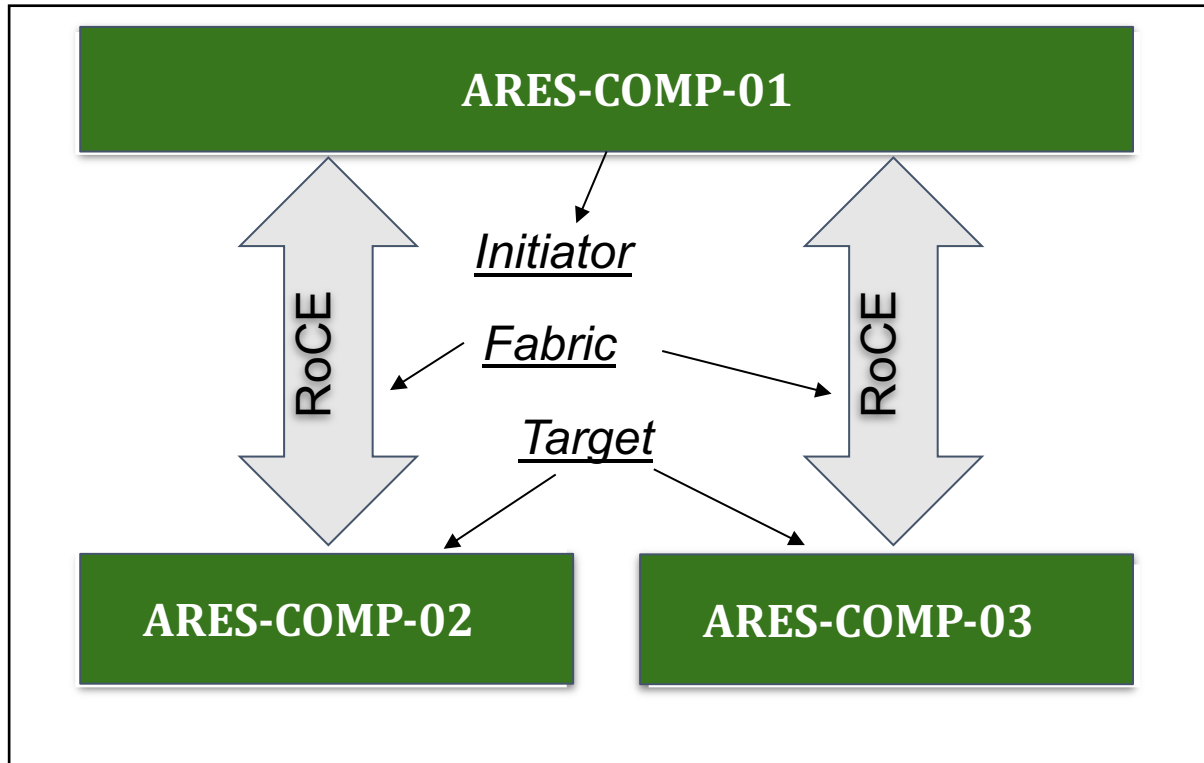 ARES-COMP-01
Initiator
RoCE
Fabric
RoCE
Target
ARES-COMP-02
ARES-COMP-03